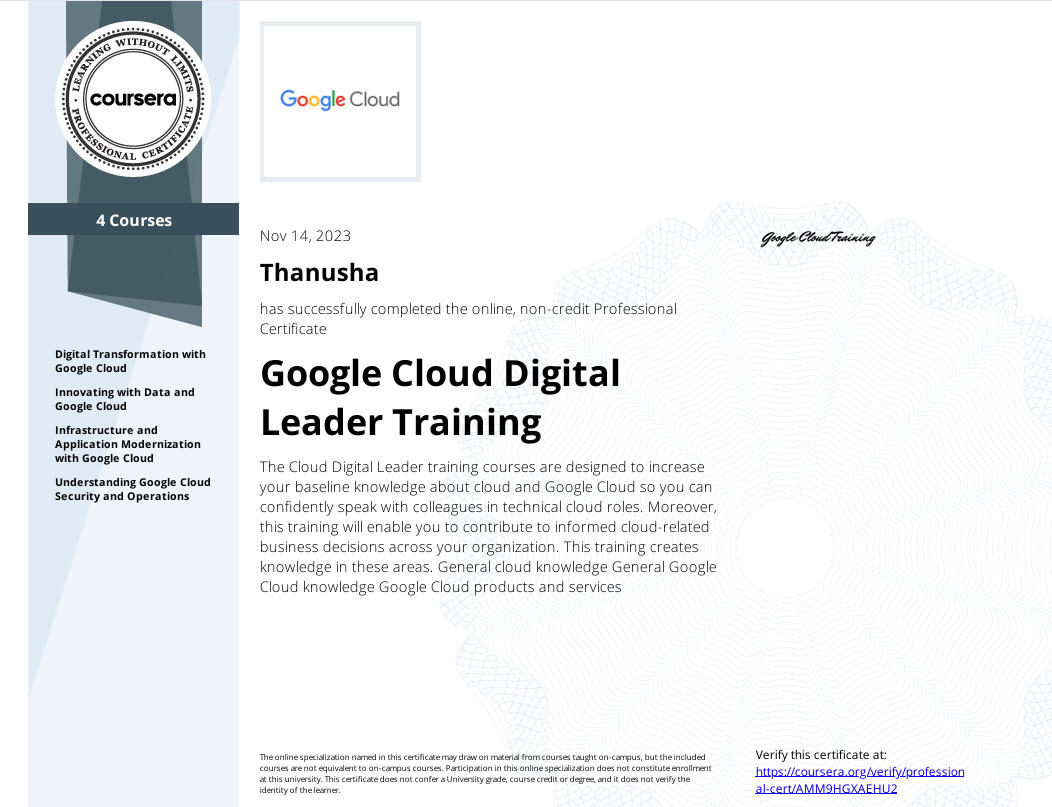 LEARNING WITHOUT LIMITS
coursera
PROFESSIONAL CERTIFICATE
4 Courses
Digital Transformation with
Google Cloud
Innovating with Data and
Google Cloud
Infrastructure and
Application Modernization
with Google Cloud
Understanding Google Cloud
Security and Operations
Google Cloud
Nov 14, 2023
Thanusha
has successfully completed the online, non-credit Professional
Certificate
Google Cloud Digital
Leader Training
The Cloud Digital Leader training courses are designed to increase
your baseline knowledge about cloud and Google Cloud so you can
confidently speak with colleagues in technical cloud roles. Moreover,
this training will enable you to contribute to informed cloud-related
business decisions across your organization. This training creates
knowledge in these areas. General cloud knowledge General Google
Cloud knowledge Google Cloud products and services
Google Cloud Training
The online specialization named in this certificate may draw on material from courses taught on-campus, but the included
courses are not equivalent to on-campus courses. Participation in this online specialization does not constitute enrollment
at this university. This certificate does not confer a University grade, course credit or degree, and it does not verify the
identity of the learner.
Verify this certificate at:
https://coursera.org/verify/profession
al-cert/AMM9HGXAEHU2